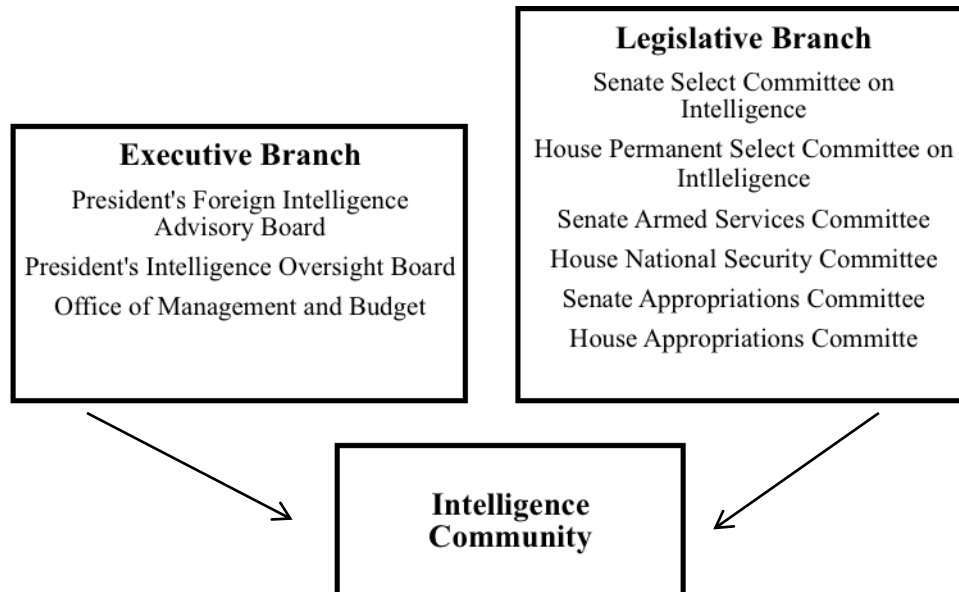 Executive Branch
President's Foreign Intelligence
Advisory Board
President's Intelligence Oversight Board
Office of Management and Budget
Legislative Branch
Senate Select Committee on
Intelligence
House Permanent Select Committee on
Intlleligence
Senate Armed Services Committee
House National Security Committee
Senate Appropriations Committee
House Appropriations Committe
Intelligence
Community